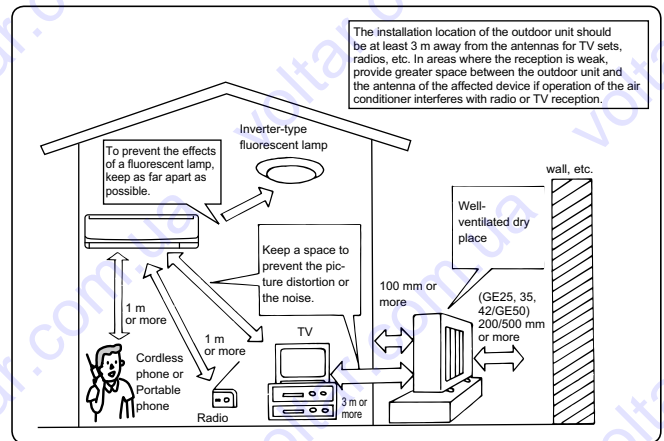 The installation location of the outdoor unit should
be at least 3 m away from the antennas for TV sets,
radios, etc. In areas where the reception is weak,
provide greater space between the outdoor unit and
the antenna of the affected device if operation of the air
conditioner interferes with radio or TV reception.
Inverter-type
fluorescent lamp
To prevent the effects
of a fluorescent lamp,
keep as far apart as
possible.
wall, etc.
Well-
ventilated dry
place
Keep a space to
prevent the pic-
ture distortion or
the noise.
100 mm or
more
(GE25, 35,
42/GE50)
200/500 mm
or more
1 m
or more
1 m
or more
TV
Cordless
phone or
Portable
phone
Radio
3 m or
more
voltar.com.ua